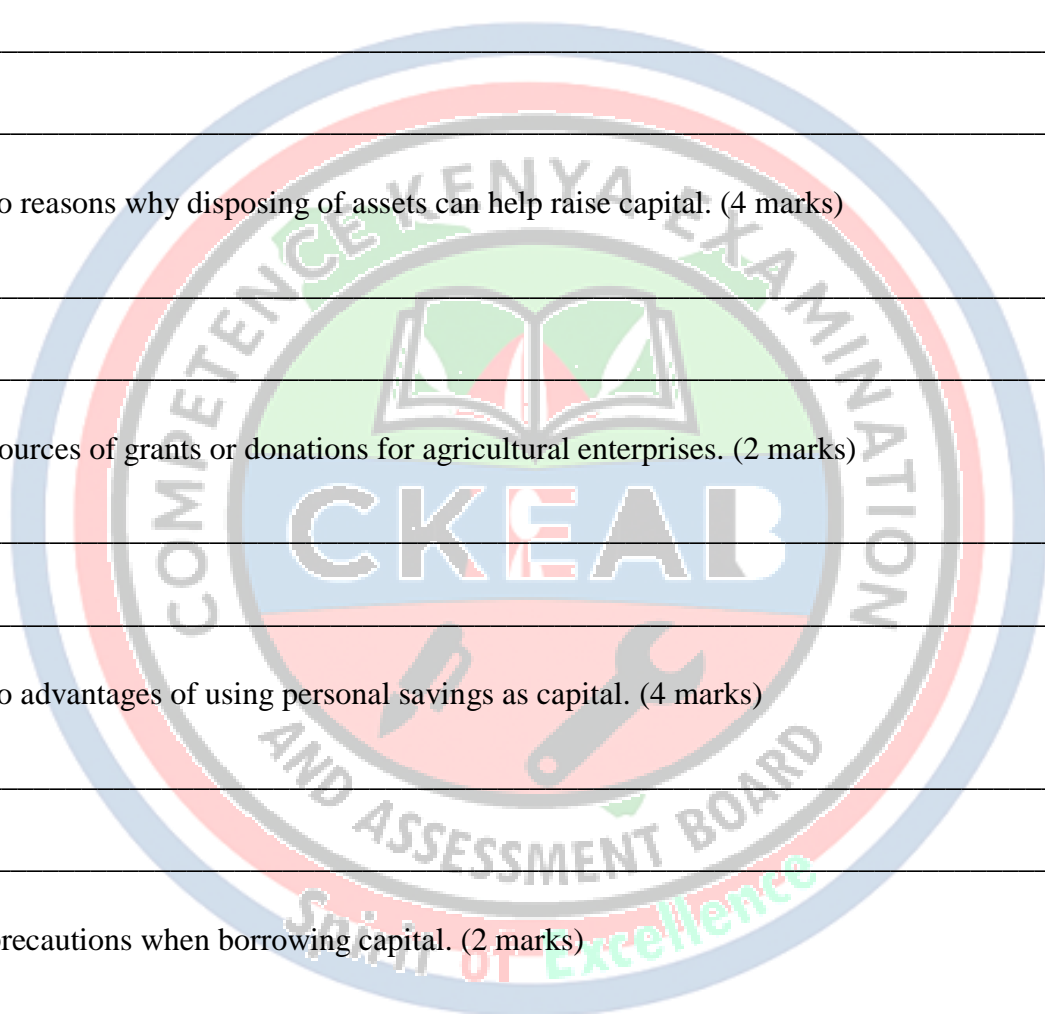 o reasons why disposing of assets can help raise capital. (4 marks)
ources of grants or donations for agricultural enterprises. (2 marks)
o advantages of using personal savings as capital. (4 marks)
precautions when borrowing capital. (2 marks)
COMPETENCE KENYA EXAMINATION
CKEAB
AND ASSESSMENT BOARD
Spirit of Excellence